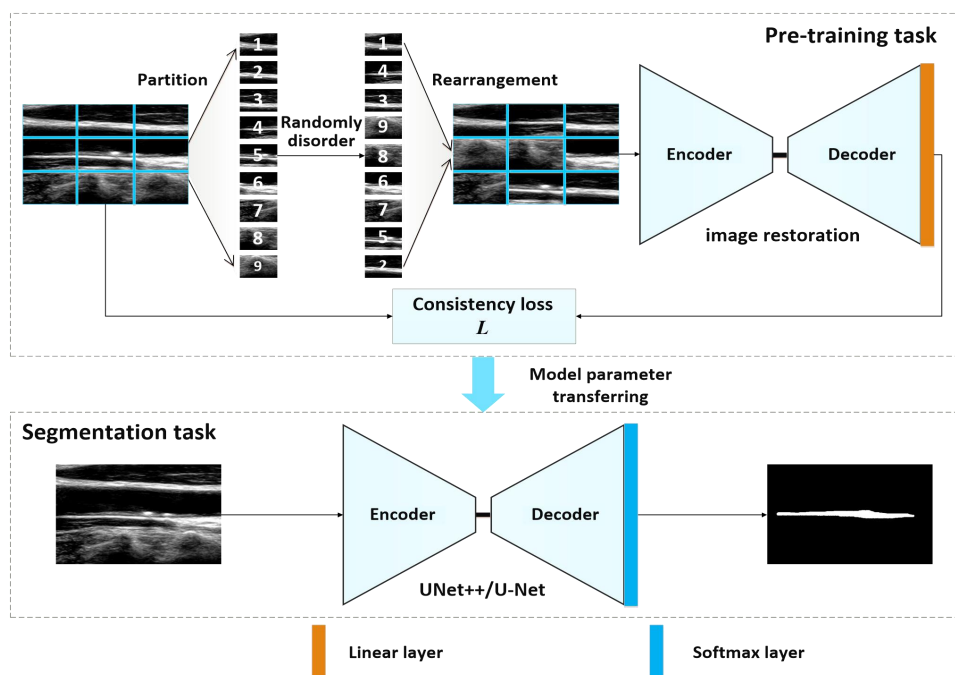 Pre-training task
Partition
1
2
3
4
5
6
7
8
9
Randomly
disorder
1
4
3
9
8
6
7
5
2
Rearrangement
Encoder
Decoder
image restoration
Consistency loss
L
Model parameter
transferring
Segmentation task
Encoder
Decoder
UNet++/U-Net
Linear layer
Softmax layer